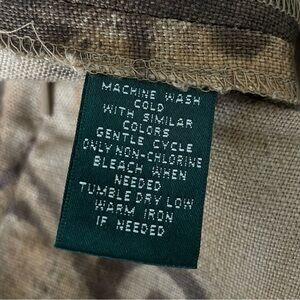 MACHINE WASH
COLD
WITH SIMILAR
COLORS
GENTLE CYCLE
ONLY NON-CHLORINE
BLEACH WHEN
NEEDED
TUMBLE DRY LOW
WARM IRON
IF NEEDED